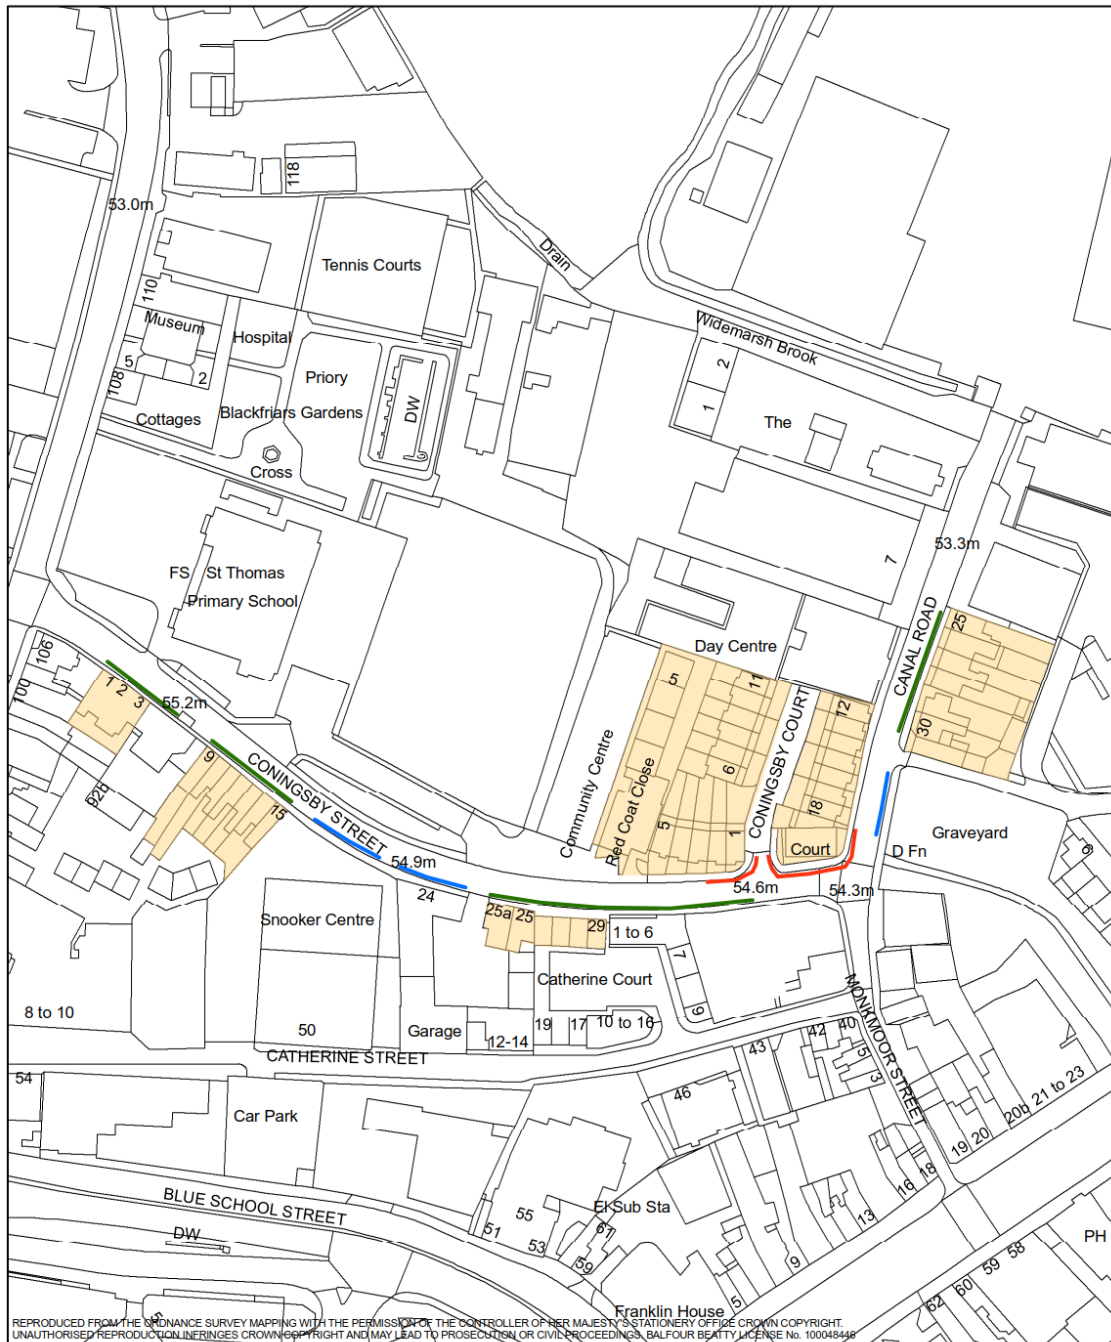 53.0m
118
Tennis Courts
Drain
110
Museum
Hospital
5
2
108
Priory
Cottages
Blackfriars Gardens
DW
Cross
Widemarsh Brook
2
1
The
7
53.3m
FS
St Thomas
Primary School
106
100
1
2
3
55.2m
CONINGSBY STREET
9
15
92b
54.9m
24
Snooker Centre
Day Centre
Community Centre
Red Coat Close
5
5
11
6
1
CONINGSBY COURT
12
18
Court
CANAL ROAD
25
30
Graveyard
D Fn
6
54.6m
54.3m
25a
25
29
1 to 6
7
9
Catherine Court
8 to 10
50
Garage
12-14
19
17
10 to 16
CATHERINE STREET
54
Car Park
43
42
40
5
3
46
MONKMOOR STREET
19
20
20b
21 to 23
16
18
13
9
5
BLUE SCHOOL STREET
DW
55
51
53
El Sub Sta
61
59
Franklin House
PH
62
60
59
58
REPRODUCED FROM THE ORDNANCE SURVEY MAPPING WITH THE PERMISSION OF THE CONTROLLER OF HER MAJESTY'S STATIONERY OFFICE CROWN COPYRIGHT.
UNAUTHORISED REPRODUCTION INFRINGES CROWN COPYRIGHT AND MAY LEAD TO PROSECUTION OR CIVIL PROCEEDINGS. BALFOUR BEATTY LICENSE No. 100048446